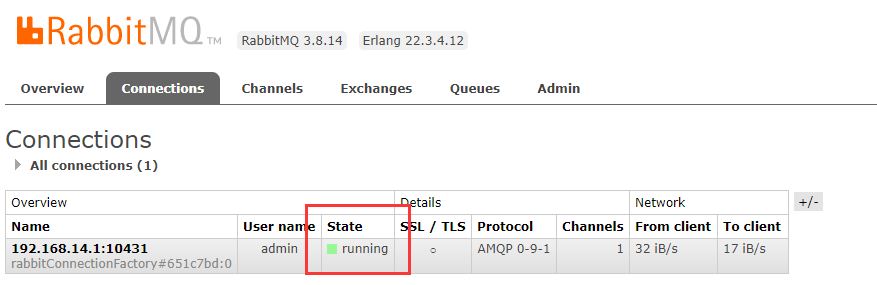 RabbitMQ TM RabbitMQ 3.8.14 Erlang 22.3.4.12
Overview Connections Channels Exchanges Queues Admin
Connections
All connections (1)
Overview Details Network +/-
Name User name State SSL / TLS Protocol Channels From client To client
192.168.14.1:10431 admin running ○ AMQP 0-9-1 1 32 iB/s 17 iB/s
rabbitConnectionFactory#651c7bd:0